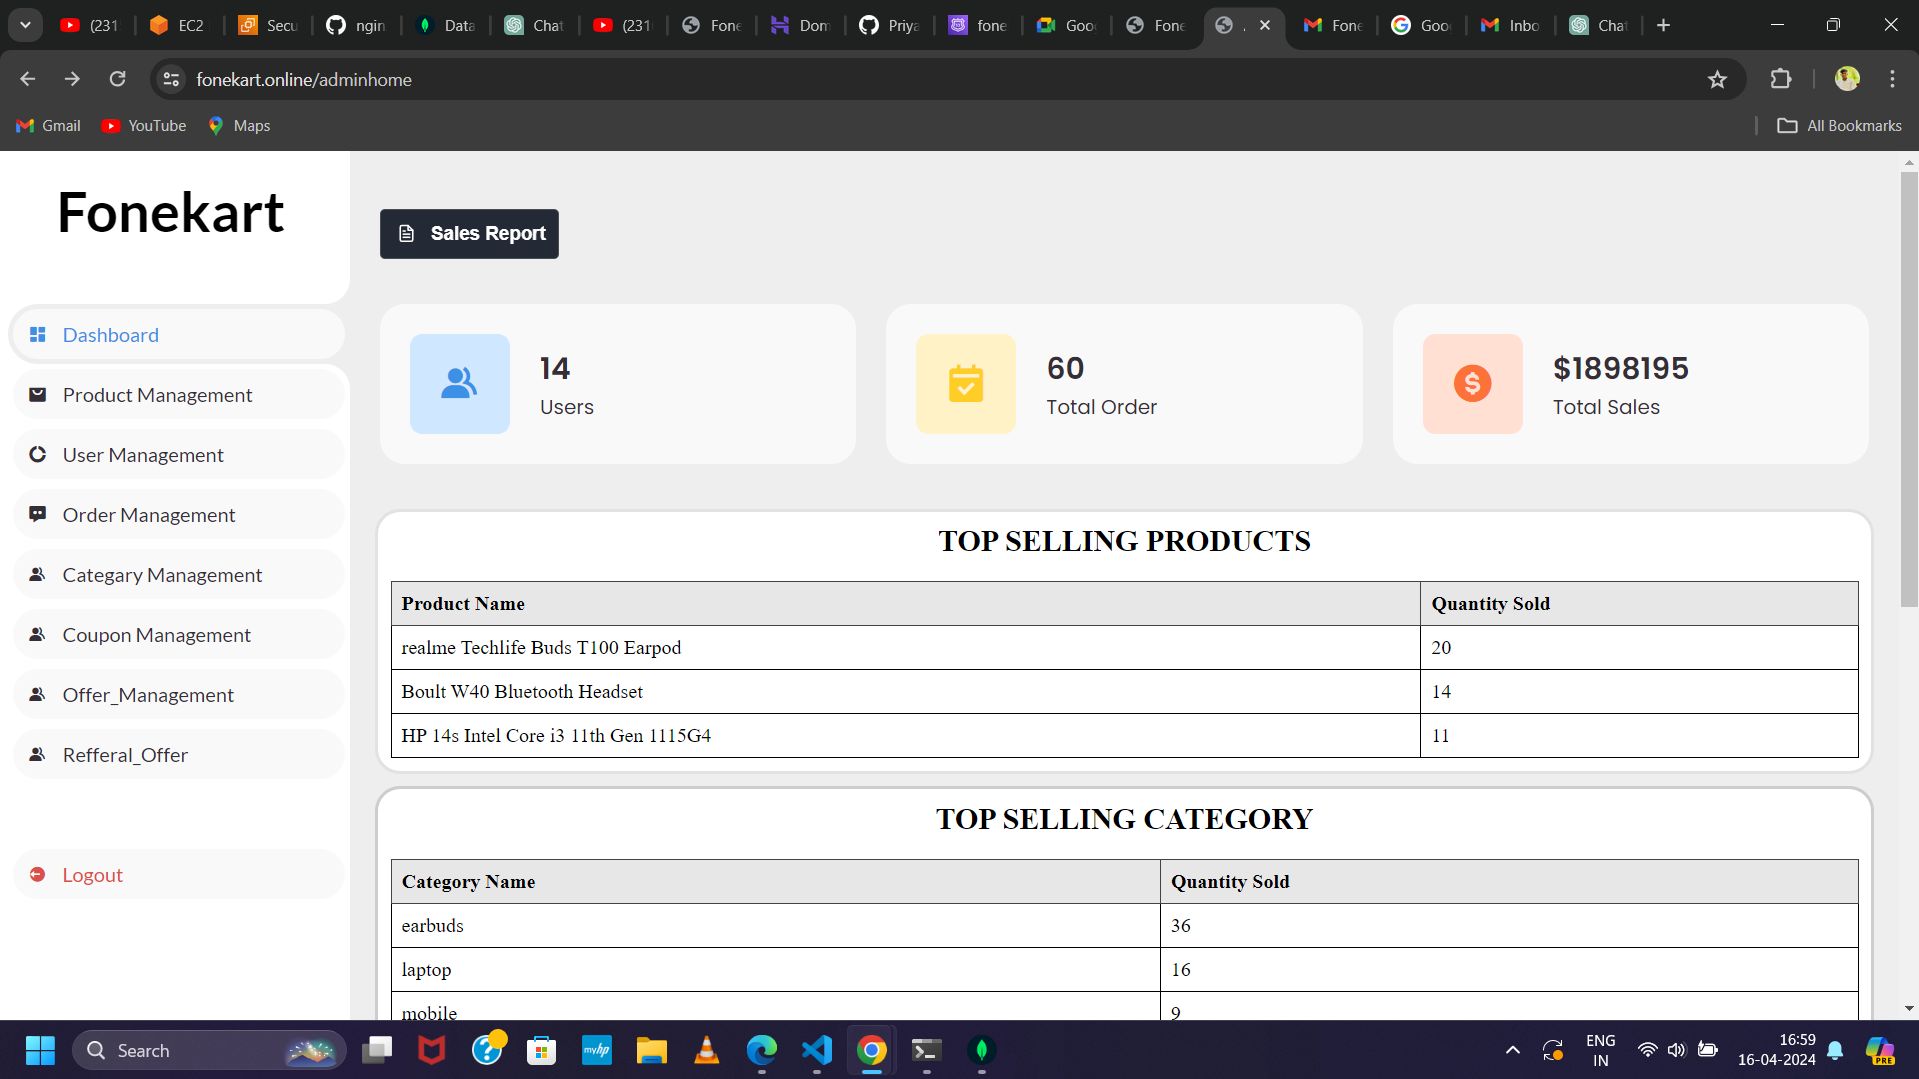 (231
EC2
Secu
ngin
Data
Chat
(231
Fone
Dom
Priya
fone
Goo
Fone
Fone
Goo
Inbo
Chat
fonekart.online/adminhome
Gmail
YouTube
Maps
All Bookmarks
Fonekart
Sales Report
Dashboard
Product Management
User Management
Order Management
Categary Management
Coupon Management
Offer_Management
Refferal_Offer
Logout
14
Users
60
Total Order
$1898195
Total Sales
TOP SELLING PRODUCTS
Product Name Quantity Sold
realme Techlife Buds T100 Earpod 20
Boult W40 Bluetooth Headset 14
HP 14s Intel Core i3 11th Gen 1115G4 11
TOP SELLING CATEGORY
Category Name Quantity Sold
earbuds 36
laptop 16
mobile 9
Search
myhp
ENG
IN
16:59
16-04-2024
PRE